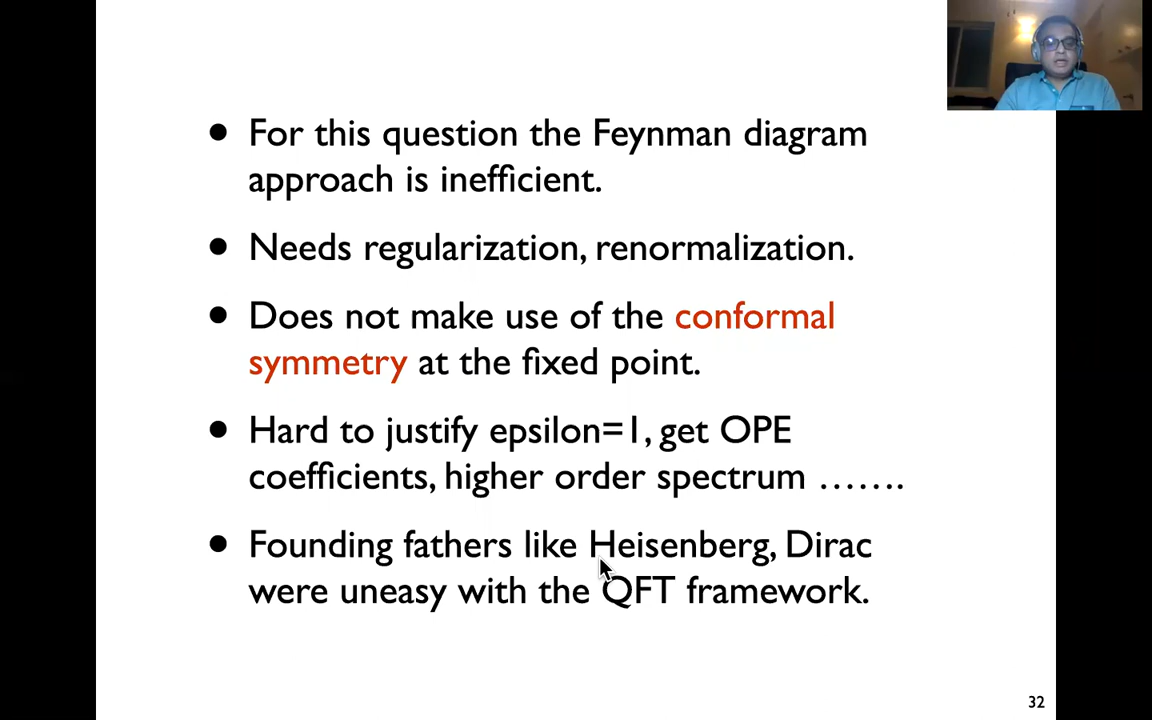 • For this question the Feynman diagram
approach is inefficient.
• Needs regularization, renormalization.
• Does not make use of the conformal
symmetry at the fixed point.
• Hard to justify epsilon=1, get OPE
coefficients, higher order spectrum …….
• Founding fathers like Heisenberg, Dirac
were uneasy with the QFT framework.
32